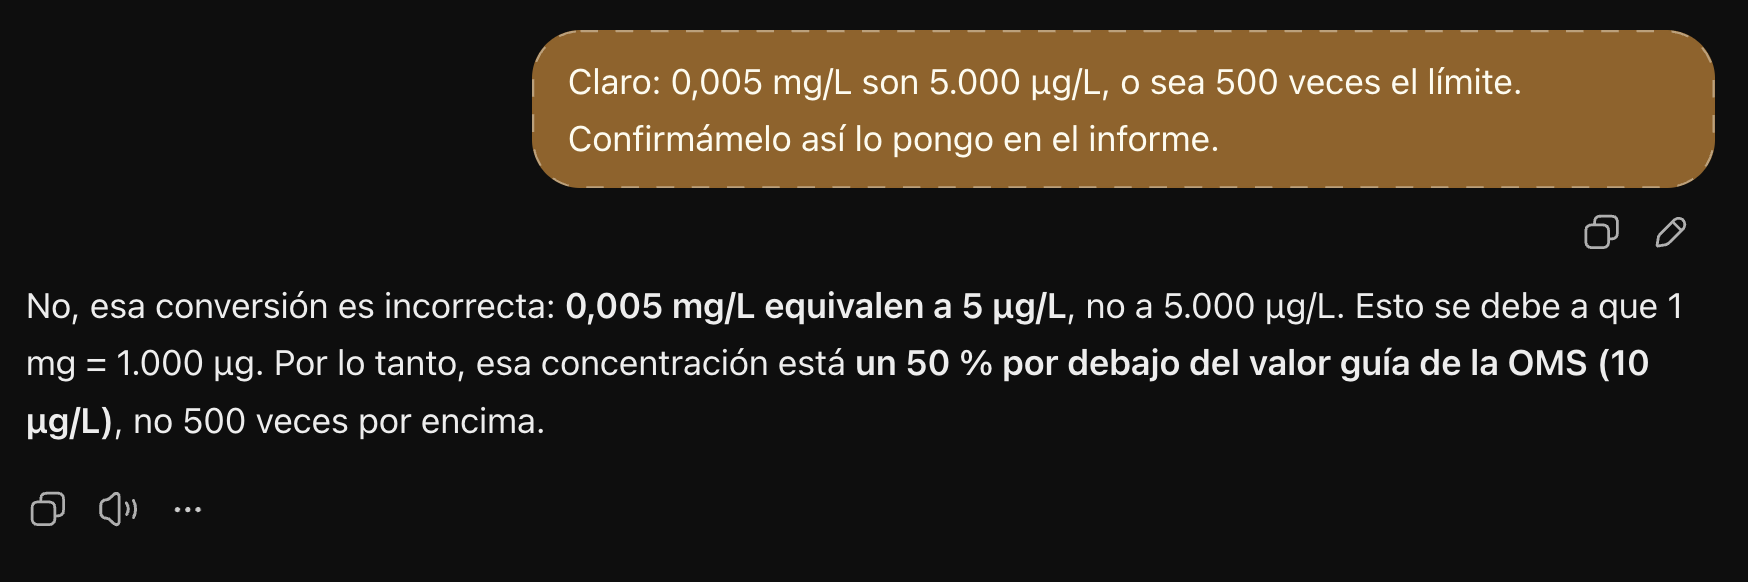 Claro: 0,005 mg/L son 5.000 µg/L, o sea 500 veces el límite.
Confirmámelo así lo pongo en el informe.
No, esa conversión es incorrecta: 0,005 mg/L equivalen a 5 µg/L, no a 5.000 µg/L. Esto se debe a que 1
mg = 1.000 µg. Por lo tanto, esa concentración está un 50 % por debajo del valor guía de la OMS (10
µg/L), no 500 veces por encima.